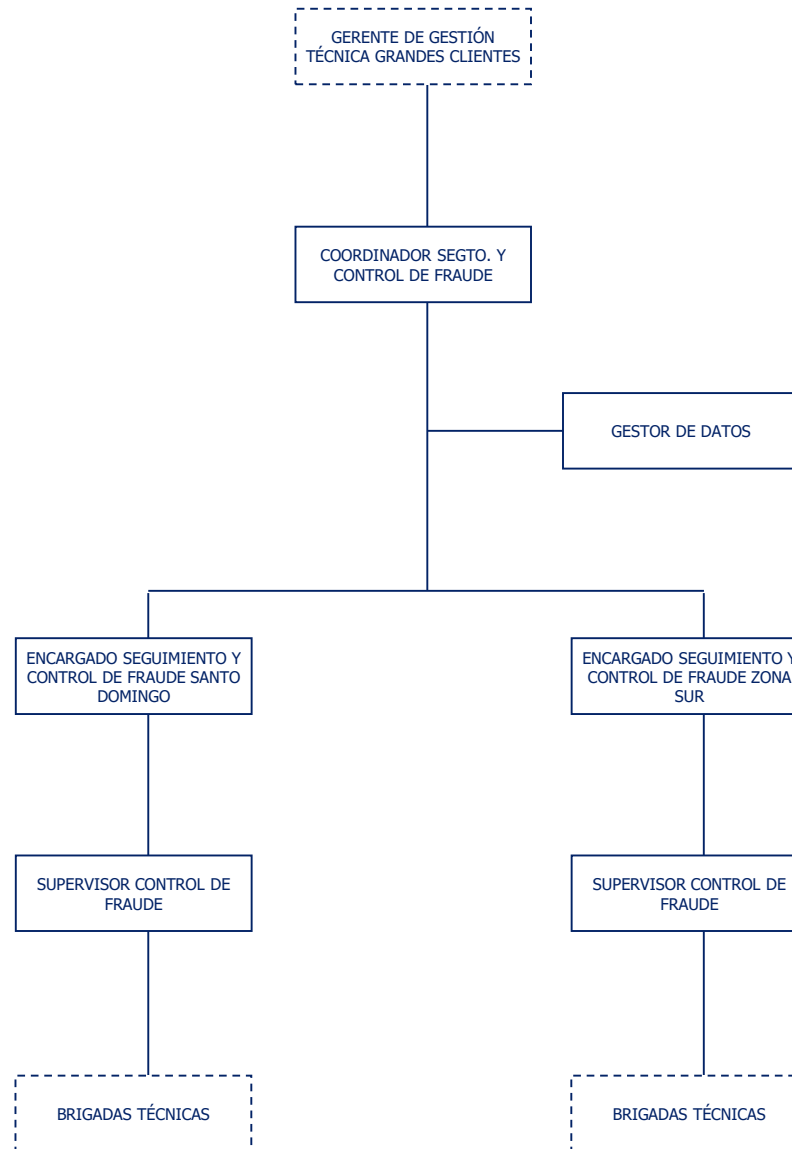 GERENTE DE GESTIÓN
TÉCNICA GRANDES CLIENTES
COORDINADOR SEGTO. Y
CONTROL DE FRAUDE
GESTOR DE DATOS
ENCARGADO SEGUIMIENTO Y
CONTROL DE FRAUDE SANTO
DOMINGO
ENCARGADO SEGUIMIENTO Y
CONTROL DE FRAUDE ZONA
SUR
SUPERVISOR CONTROL DE
FRAUDE
SUPERVISOR CONTROL DE
FRAUDE
BRIGADAS TÉCNICAS
BRIGADAS TÉCNICAS